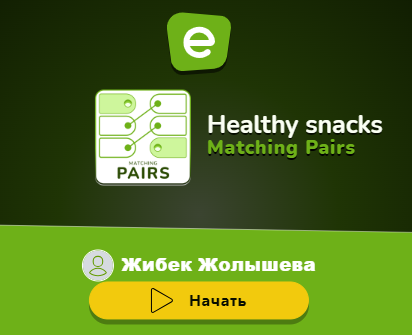 e
Healthy snacks
Matching Pairs
MATCHING
PAIRS
Жибек Жолышева
Начать